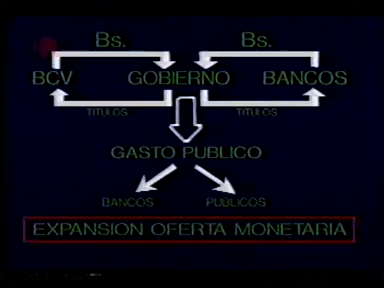 Bs. Bs.
BCV GOBIERNO BANCOS
TITULOS TITULOS
GASTO PUBLICO
BANCOS PUBLICOS
EXPANSION OFERTA MONETARIA